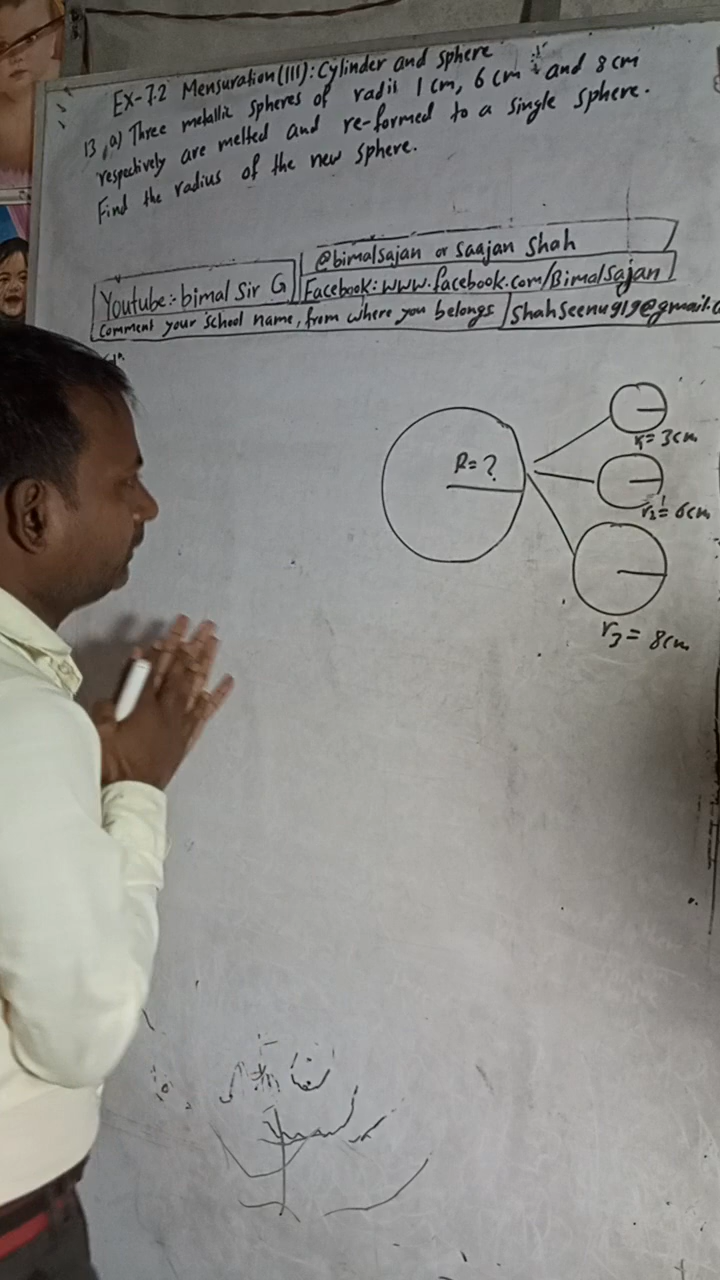 EX-7.2 Mensuration (III): Cylinder and sphere
13, a) Three metallic spheres of radii 1 cm, 6 cm and 8 cm
respectively are melted and re-formed to a single sphere.
Find the radius of the new sphere.
@bimalsajan or Saajan Shah
Youtube:- bimal Sir G
Facebook: www.facebook.com/Bimalsajan
Comment your school name, from where you belongs
Shahseenu919@gmail.c
R= ?
= 3cm
r2= 6cm
r3 = 8cm